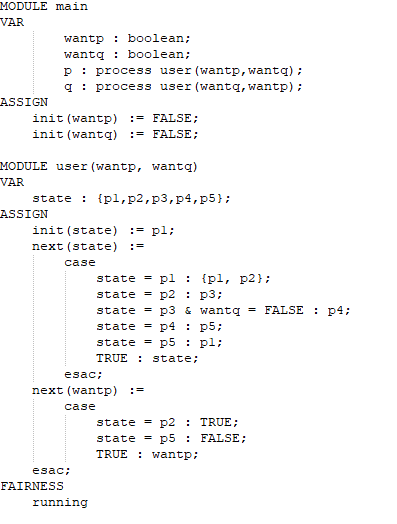 MODULE main
VAR
wantp : boolean;
wantq : boolean;
p : process user(wantp,wantq);
q : process user(wantq,wantp);
ASSIGN
init(wantp) := FALSE;
init(wantq) := FALSE;
MODULE user(wantp, wantq)
VAR
state : {p1,p2,p3,p4,p5};
ASSIGN
init(state) := p1;
next(state) :=
case
state = p1 : {p1, p2};
state = p2 : p3;
state = p3 & wantq = FALSE : p4;
state = p4 : p5;
state = p5 : p1;
TRUE : state;
esac;
next(wantp) :=
case
state = p2 : TRUE;
state = p5 : FALSE;
TRUE : wantp;
esac;
FAIRNESS
running